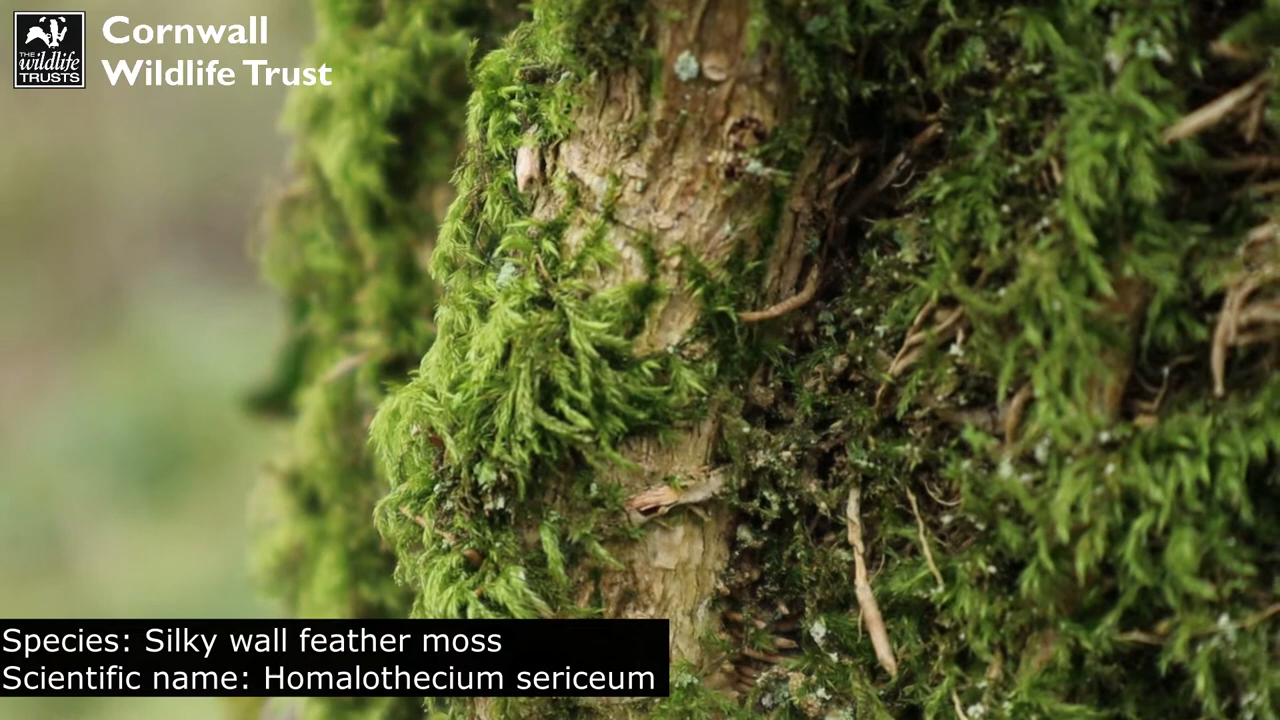 THE
wildlife
TRUSTS
Cornwall
Wildlife Trust
Species: Silky wall feather moss
Scientific name: Homalothecium sericeum